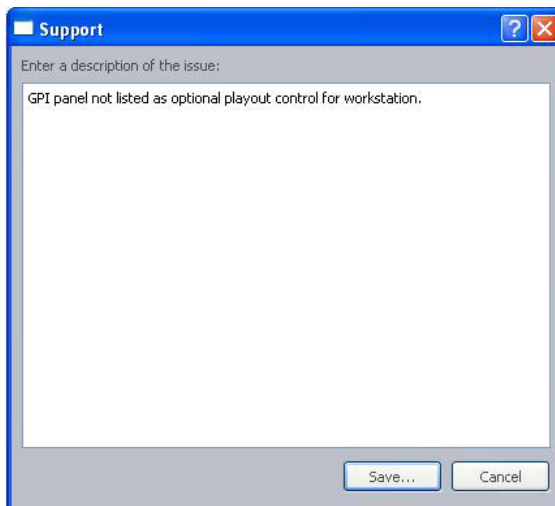 Support
Enter a description of the issue:
GPI panel not listed as optional playout control for workstation.
Save... Cancel